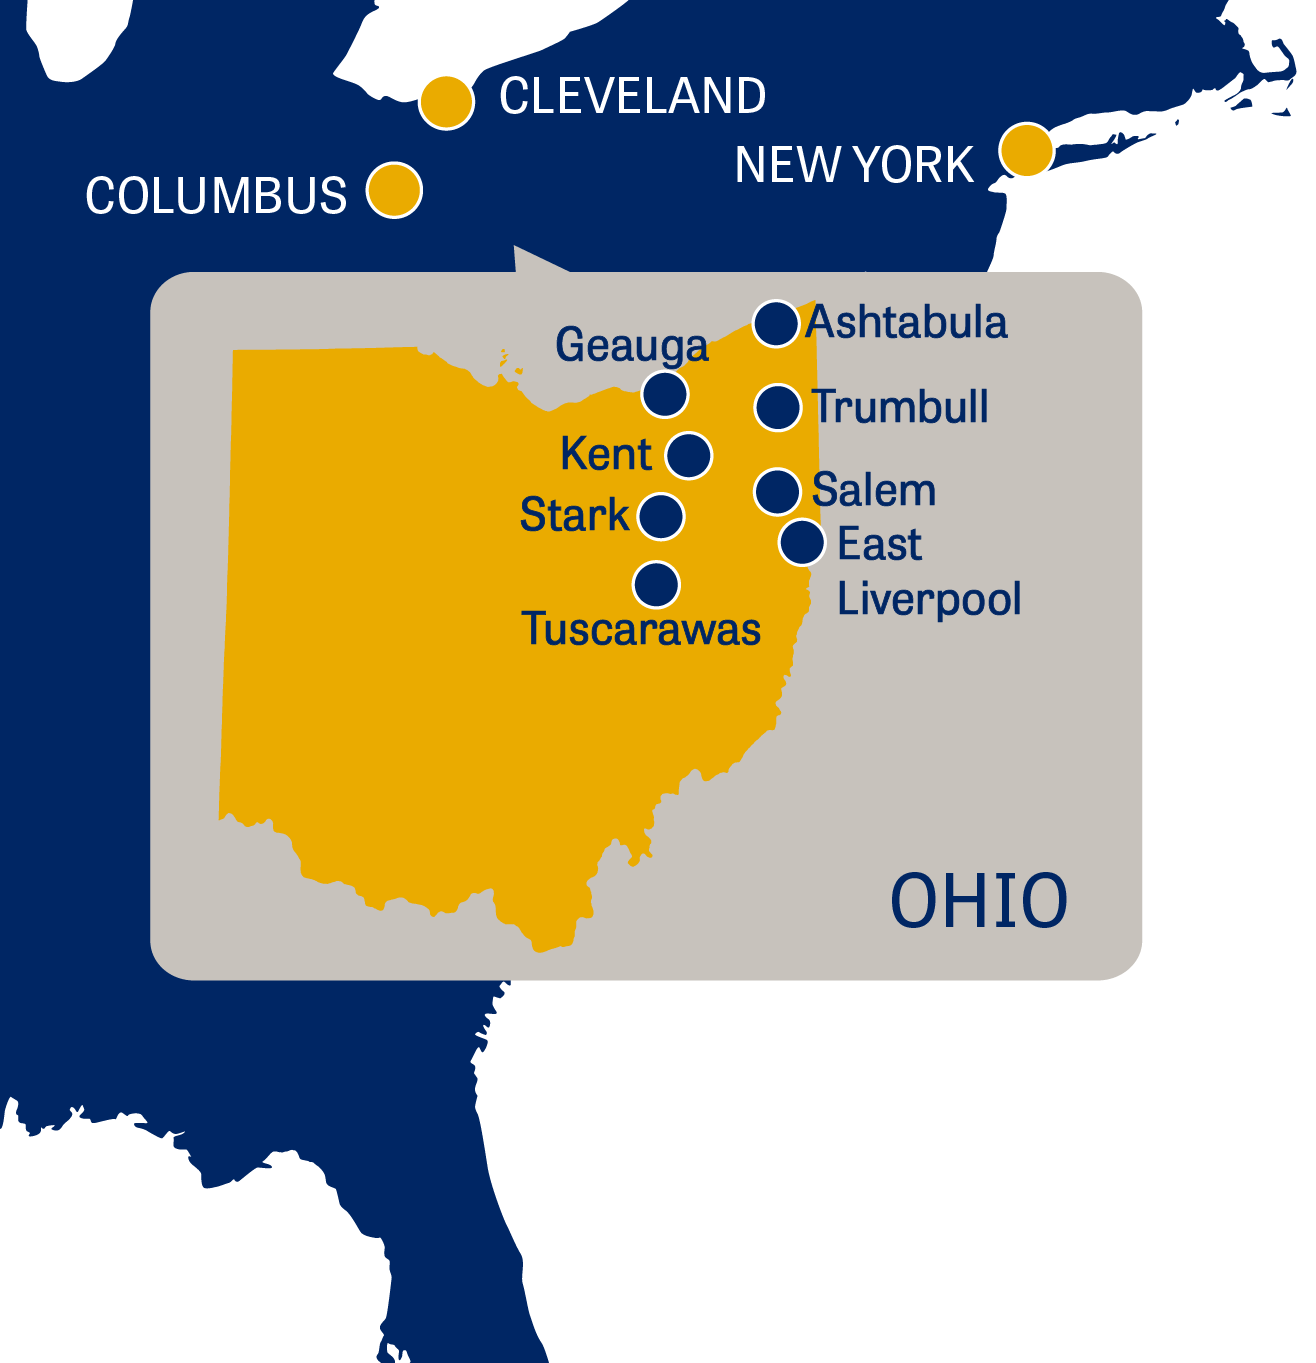 CLEVELAND
NEW YORK
COLUMBUS
Ashtabula
Geauga
Trumbull
Kent
Salem
Stark
East
Liverpool
Tuscarawas
OHIO